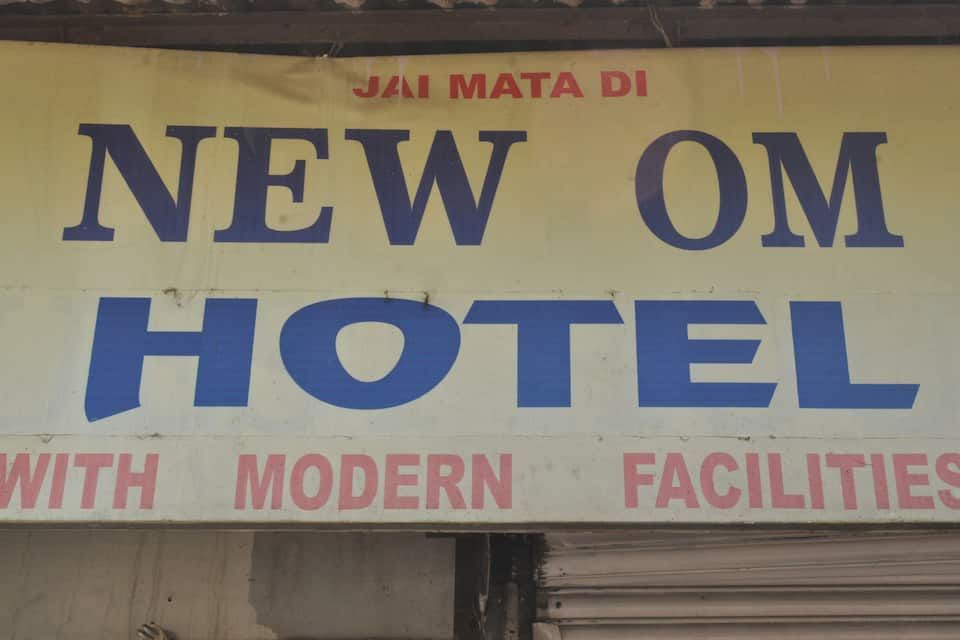 JAI MATA DI
NEW OM
HOTEL
WITH MODERN FACILITIES